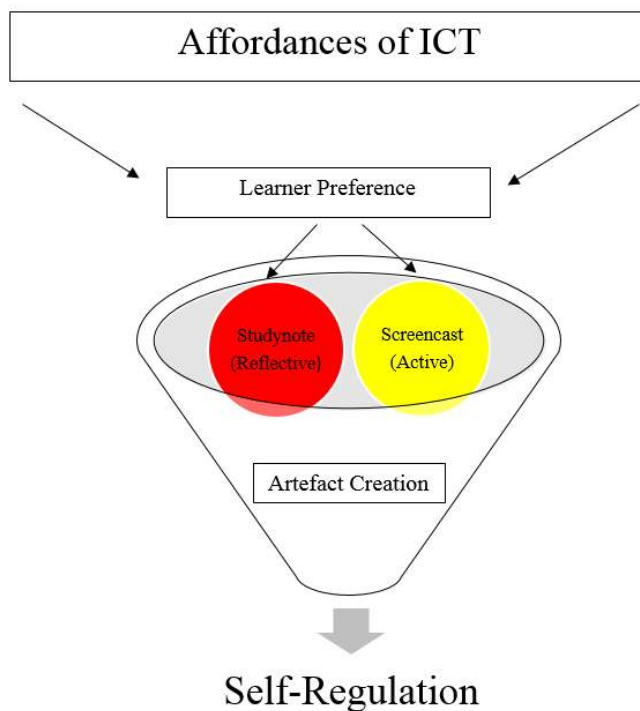 Affordances of ICT
Learner Preference
Studynote
(Reflective)
Screencast
(Active)
Artefact Creation
Self-Regulation